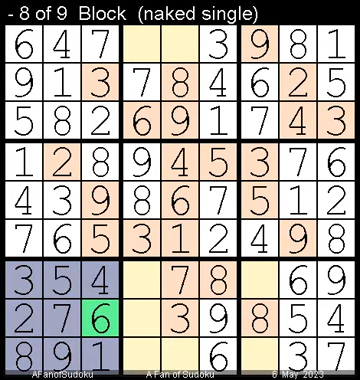 - 8 of 9 Block (naked single)
6 4 7 3 9 8 1
9 1 3 7 8 4 6 2 5
5 8 2 6 9 1 7 4 3
1 2 8 9 4 5 3 7 6
4 3 9 8 6 7 5 1 2
7 6 5 3 1 2 4 9 8
3 5 4 7 8 6 9
2 7 6 3 9 8 5 4
8 9 1 6 3 7
AFanofSudoku A Fan of Sudoku 6 May 2023